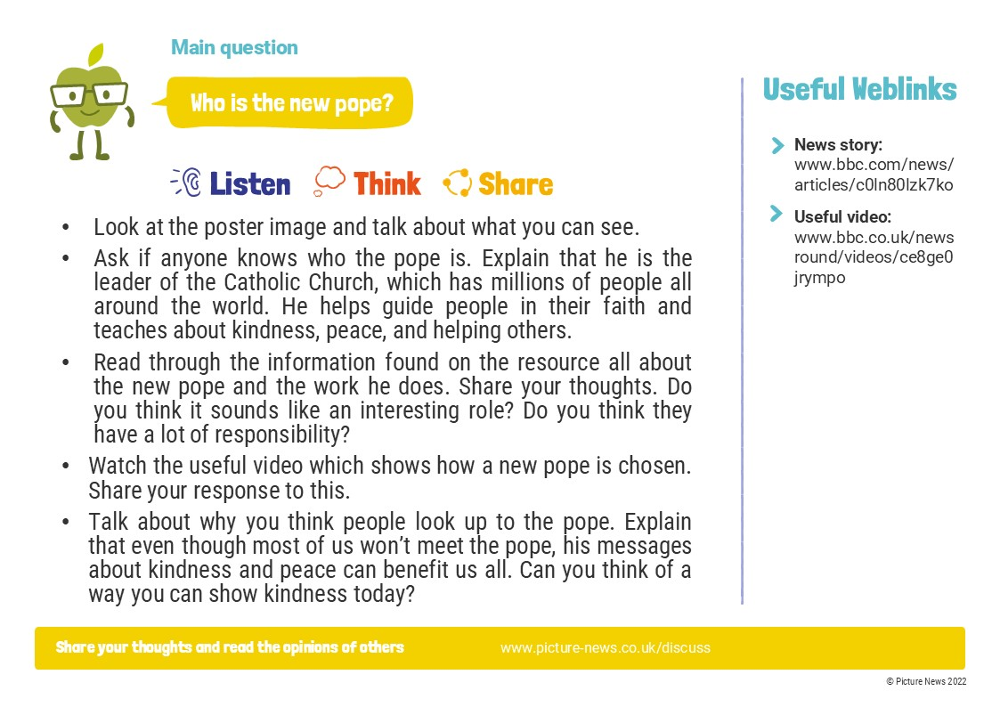 Main question
Who is the new pope?
Listen Think Share
• Look at the poster image and talk about what you can see.
• Ask if anyone knows who the pope is. Explain that he is the
leader of the Catholic Church, which has millions of people all
around the world. He helps guide people in their faith and
teaches about kindness, peace, and helping others.
• Read through the information found on the resource all about
the new pope and the work he does. Share your thoughts. Do
you think it sounds like an interesting role? Do you think they
have a lot of responsibility?
• Watch the useful video which shows how a new pope is chosen.
Share your response to this.
• Talk about why you think people look up to the pope. Explain
that even though most of us won’t meet the pope, his messages
about kindness and peace can benefit us all. Can you think of a
way you can show kindness today?
Useful Weblinks
News story:
www.bbc.com/news/
articles/c0ln80lzk7ko
Useful video:
www.bbc.co.uk/news
round/videos/ce8ge0
jrympo
Share your thoughts and read the opinions of others
www.picture-news.co.uk/discuss
© Picture News 2022